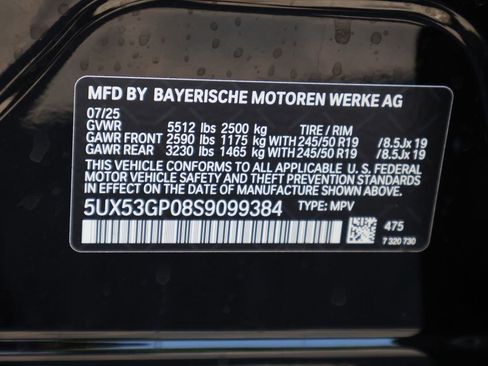 MFD BY BAYERISCHE MOTOREN WERKE AG
07/25
GVWR 5512 lbs 2500 kg TIRE / RIM
GAWR FRONT 2590 lbs 1175 kg WITH 245/50 R19 /8.5Jx 19
GAWR REAR 3230 lbs 1465 kg WITH 245/50 R19 /8.5Jx 19
THIS VEHICLE CONFORMS TO ALL APPLICABLE U. S. FEDERAL
MOTOR VEHICLE SAFETY AND THEFT PREVENTION STANDARDS
IN EFFECT ON THE DATE OF MANUFACTURE SHOWN ABOVE.
5UX53GP08S9099384 TYPE: MPV
475
7 320 730